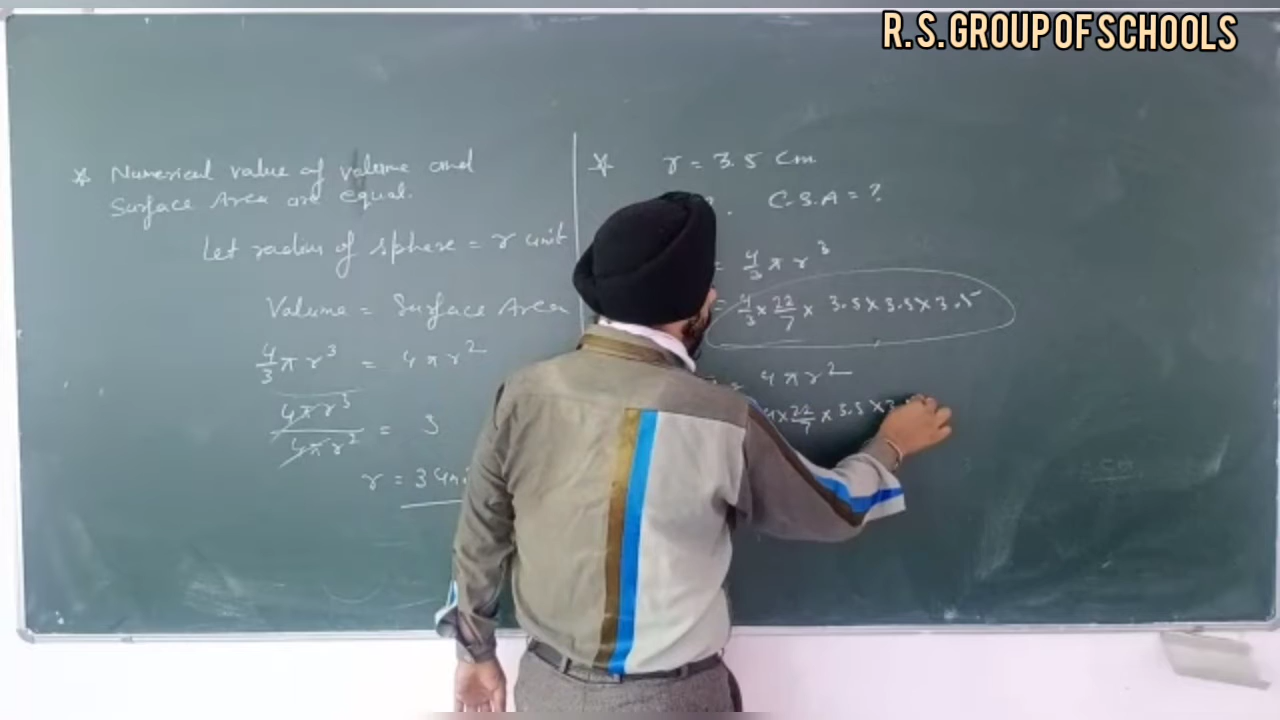 R. S. GROUP OF SCHOOLS
* Numerical value of volume and
Surface Area are equal.
Let radius of sphere = r unit
Volume = Surface Area
4/3 π r³ = 4 π r²
4πr³/4πr² = 3
r = 3
* r = 3.5 cm
? . C.S.A = ?
= 4/3 π r³
= 4/3 × 22/7 × 3.5 × 3.5 × 3.5
= 4 π r²
4 × 22/7 × 3.5 × 3